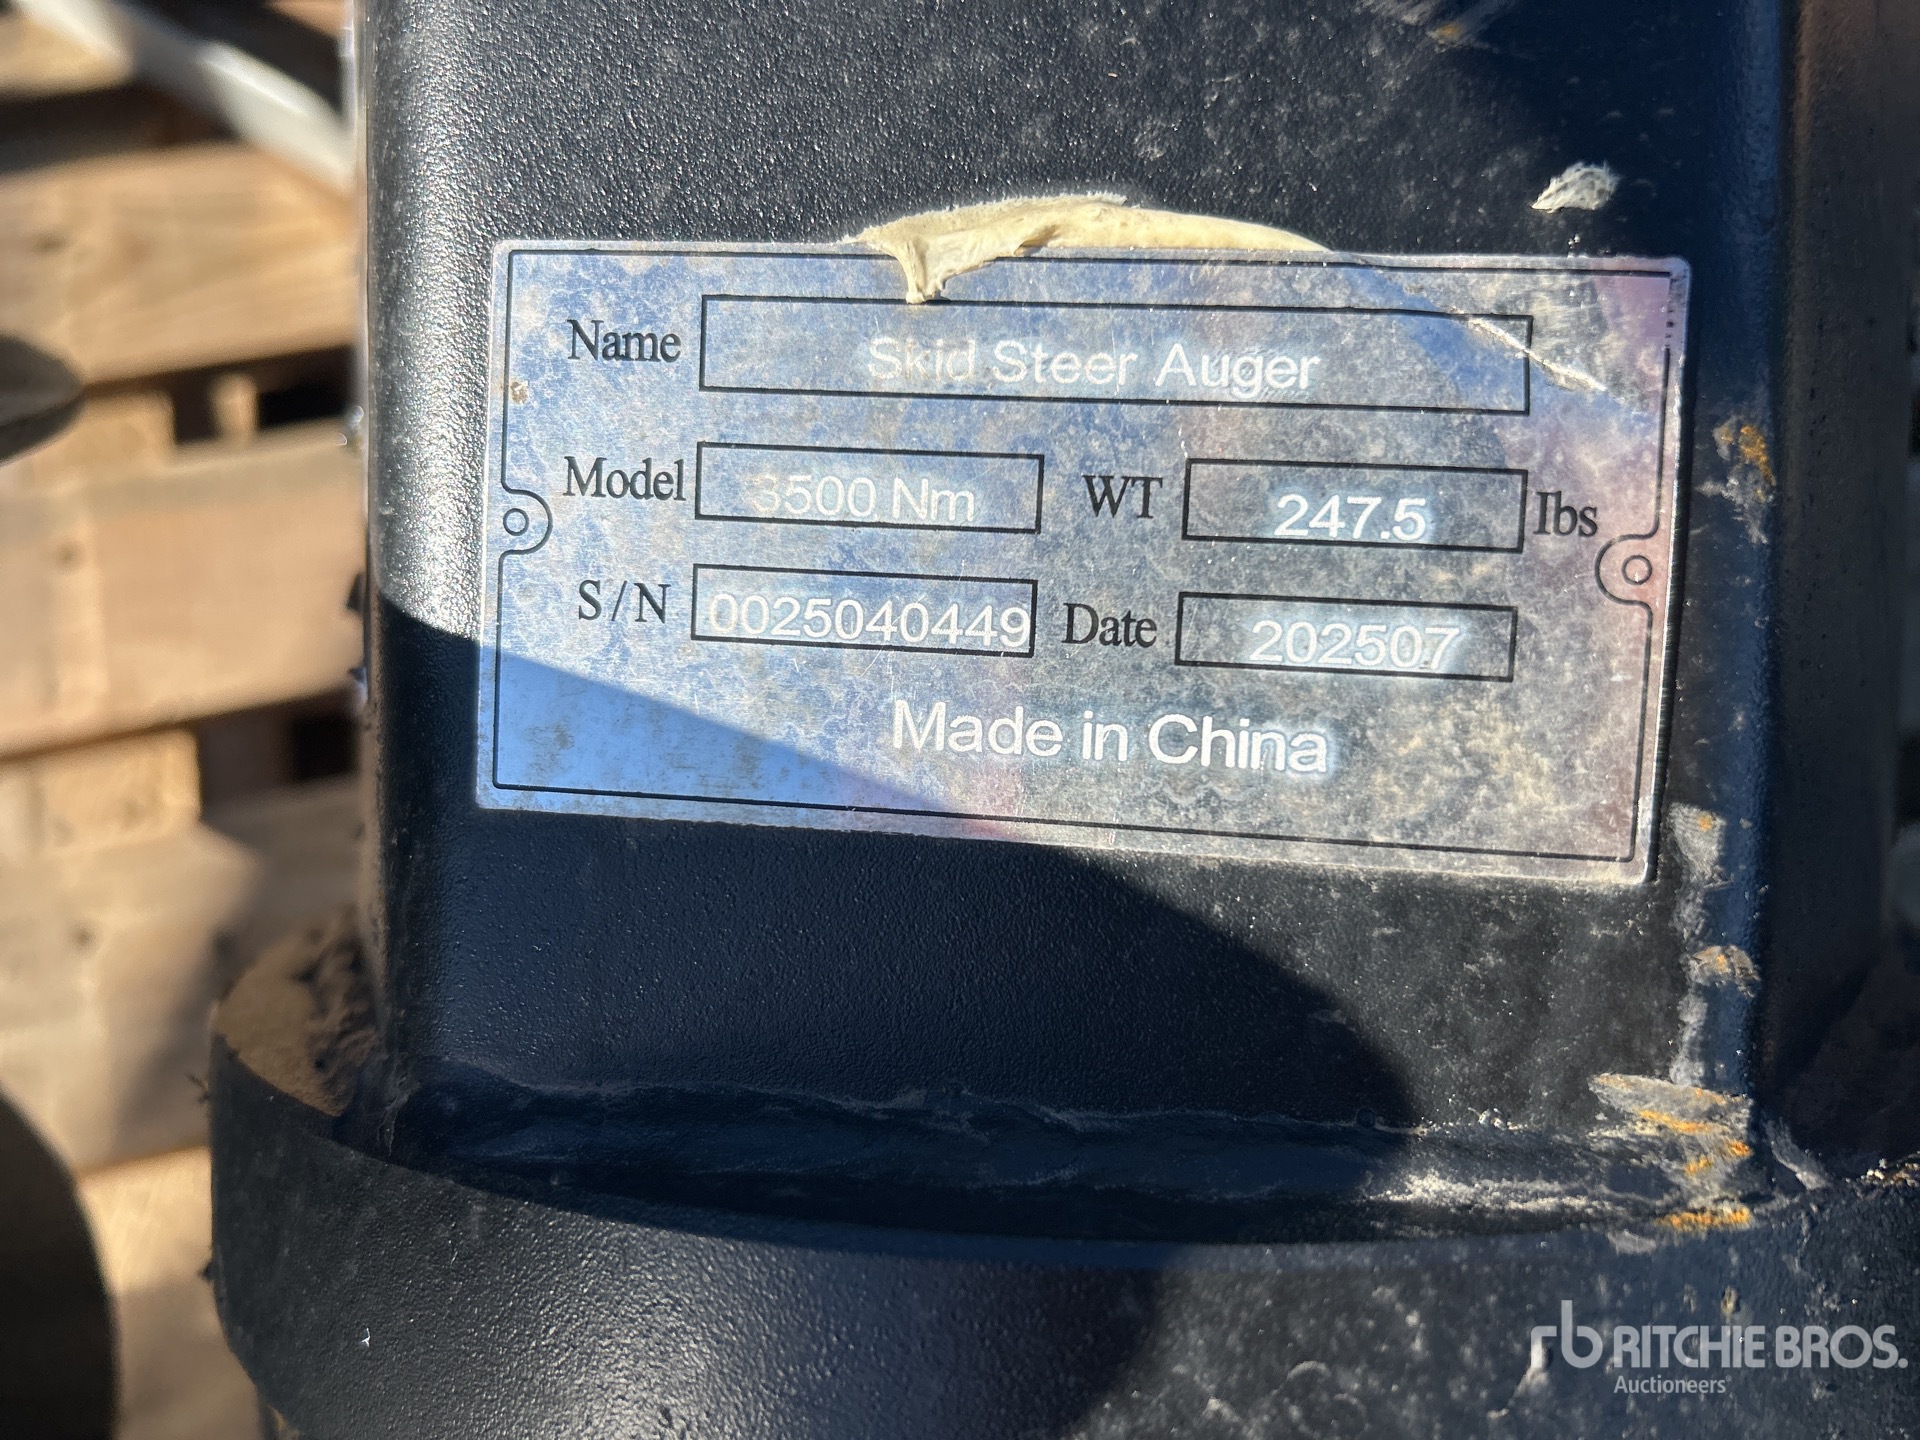 Name Skid Steer Auger
Model 3500 Nm WT 247.5 lbs
S/N 0025040449 Date 202507
Made in China
rb RITCHIE BROS.
Auctioneers